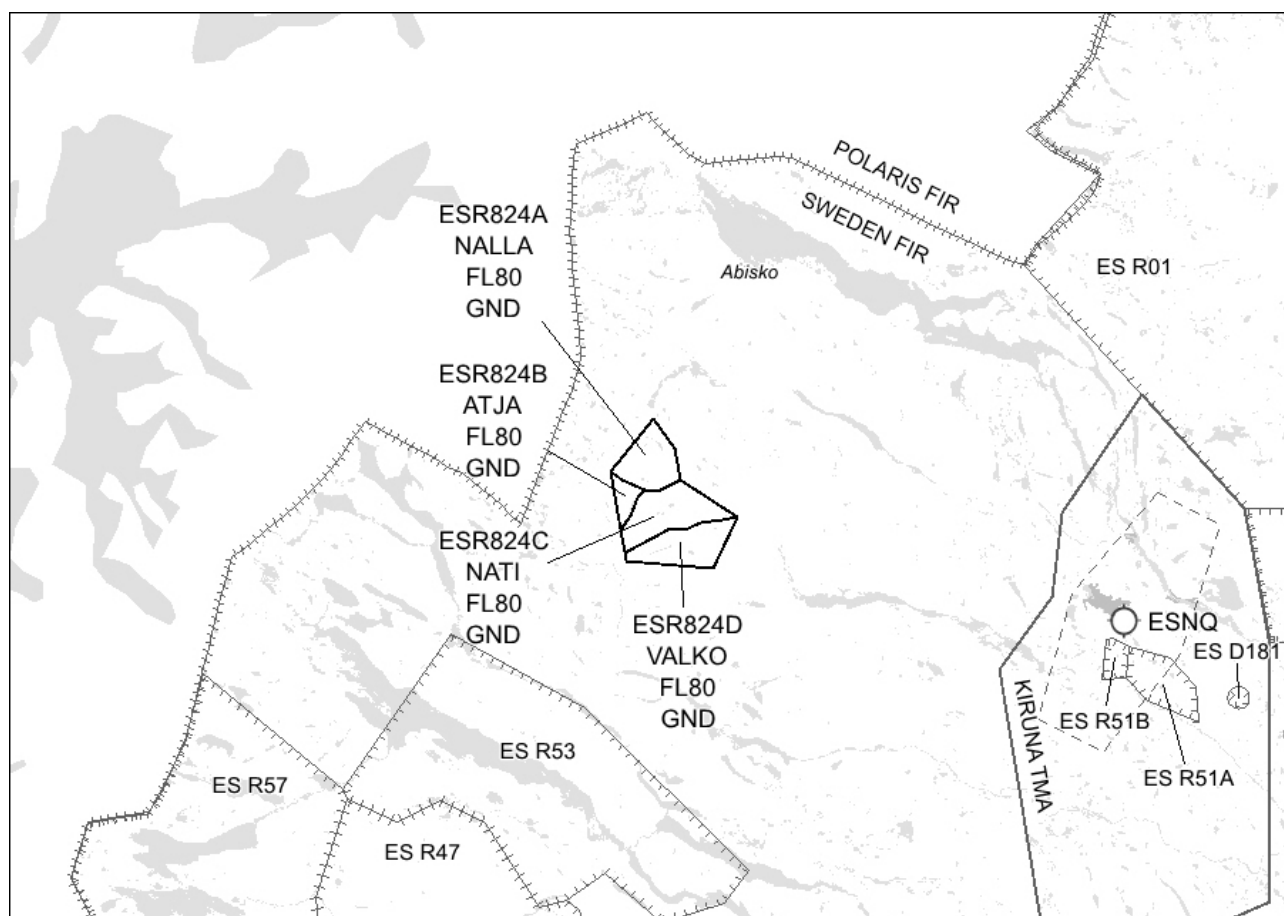 POLARIS FIR
SWEDEN FIR
ESR824A
NALLA
FL80
GND
Abisko
ES R01
ESR824B
ATJA
FL80
GND
ESR824C
NATI
FL80
GND
ESR824D
VALKO
FL80
GND
ESNQ
ES D181
KIRUNA TMA
ES R51B
ES R51A
ES R53
ES R57
ES R47